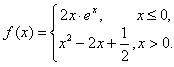 f(x) = { 2x · e^x, x ≤ 0,
x² − 2x + 1/2, x > 0.